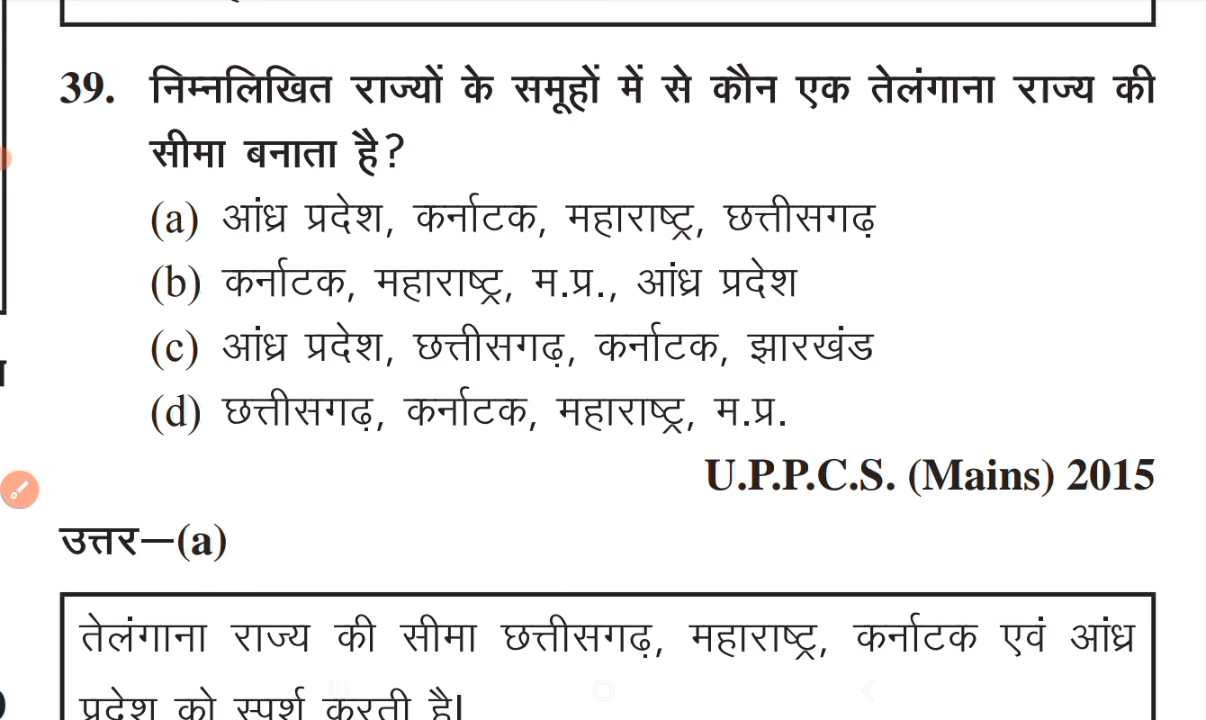 39. निम्नलिखित राज्यों के समूहों में से कौन एक तेलंगाना राज्य की
सीमा बनाता है?
(a) आंध्र प्रदेश, कर्नाटक, महाराष्ट्र, छत्तीसगढ़
(b) कर्नाटक, महाराष्ट्र, म.प्र., आंध्र प्रदेश
(c) आंध्र प्रदेश, छत्तीसगढ़, कर्नाटक, झारखंड
(d) छत्तीसगढ़, कर्नाटक, महाराष्ट्र, म.प्र.
U.P.P.C.S. (Mains) 2015
उत्तर—(a)
तेलंगाना राज्य की सीमा छत्तीसगढ़, महाराष्ट्र, कर्नाटक एवं आंध्र
प्रदेश को स्पर्श करती है।